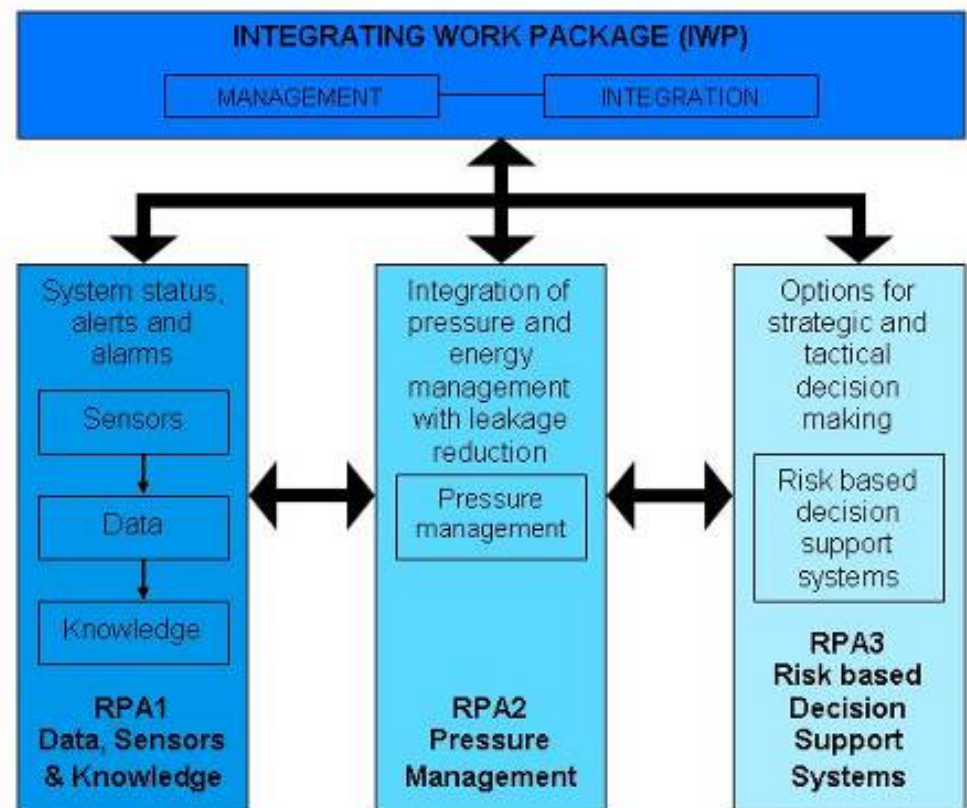 INTEGRATING WORK PACKAGE (IWP)
MANAGEMENT
INTEGRATION
System status,
alerts and
alarms
Sensors
Data
Knowledge
RPA1
Data, Sensors
& Knowledge
Integration of
pressure and
energy
management
with leakage
reduction
Pressure
management
RPA2
Pressure
Management
Options for
strategic and
tactical
decision
making
Risk based
decision
support
systems
RPA3
Risk based
Decision
Support
Systems